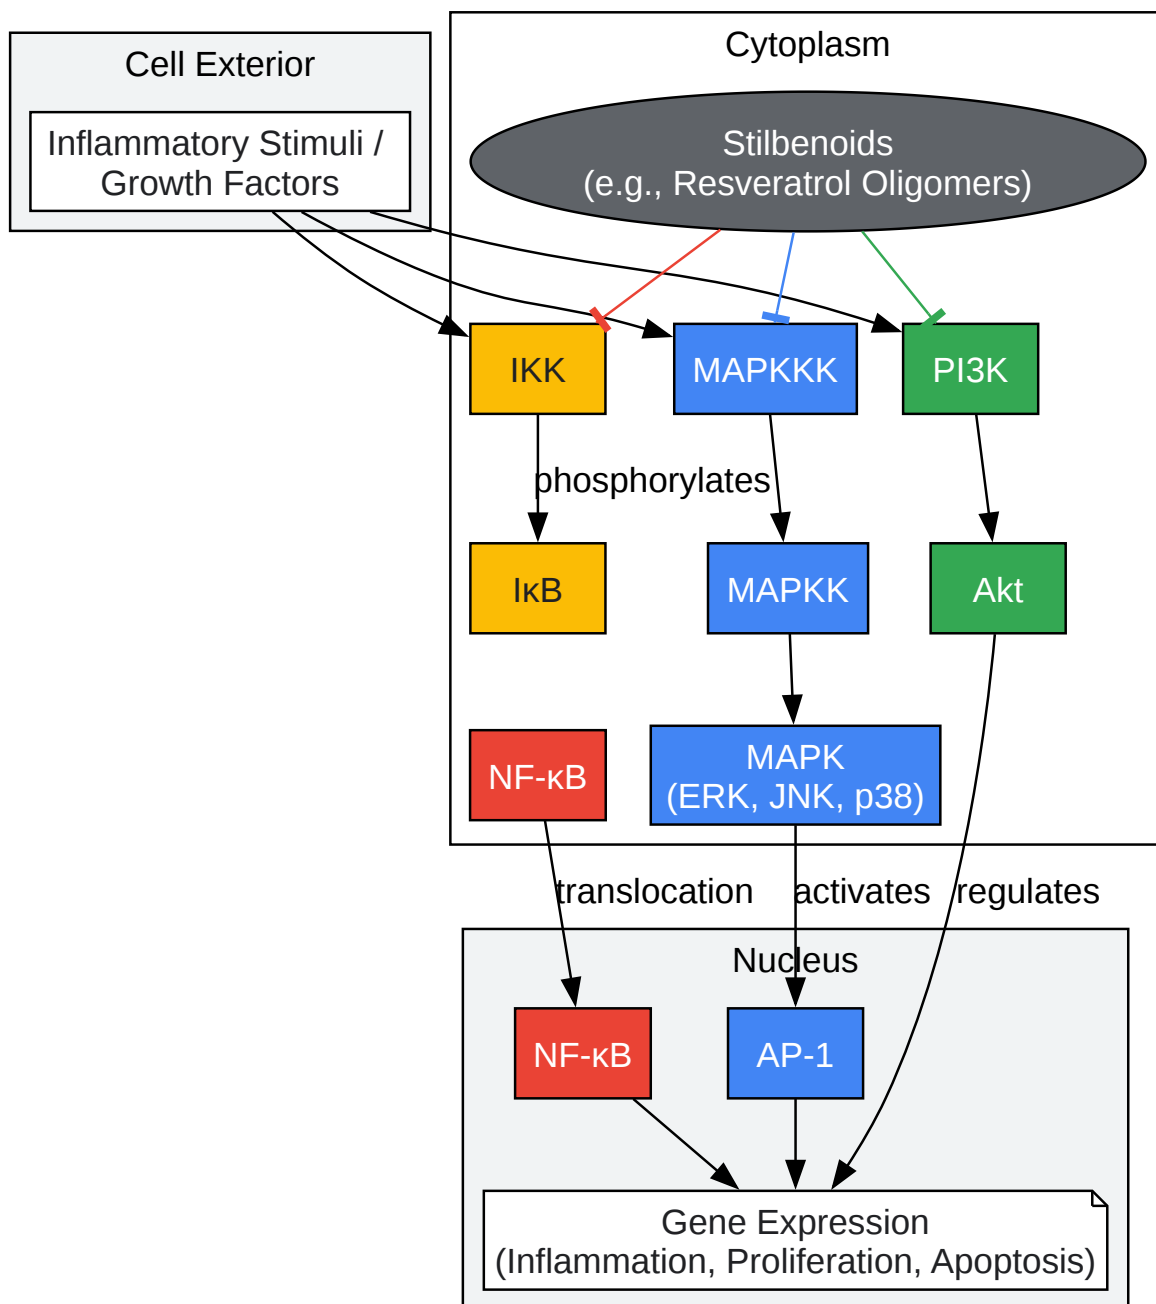 Cell Exterior
Inflammatory Stimuli /
Growth Factors
Cytoplasm
Stilbenoids
(e.g., Resveratrol Oligomers)
IKK
MAPKKK
PI3K
phosphorylates
IκB
MAPKK
Akt
NF-κB
MAPK
(ERK, JNK, p38)
translocation
activates
regulates
Nucleus
NF-κB
AP-1
Gene Expression
(Inflammation, Proliferation, Apoptosis)